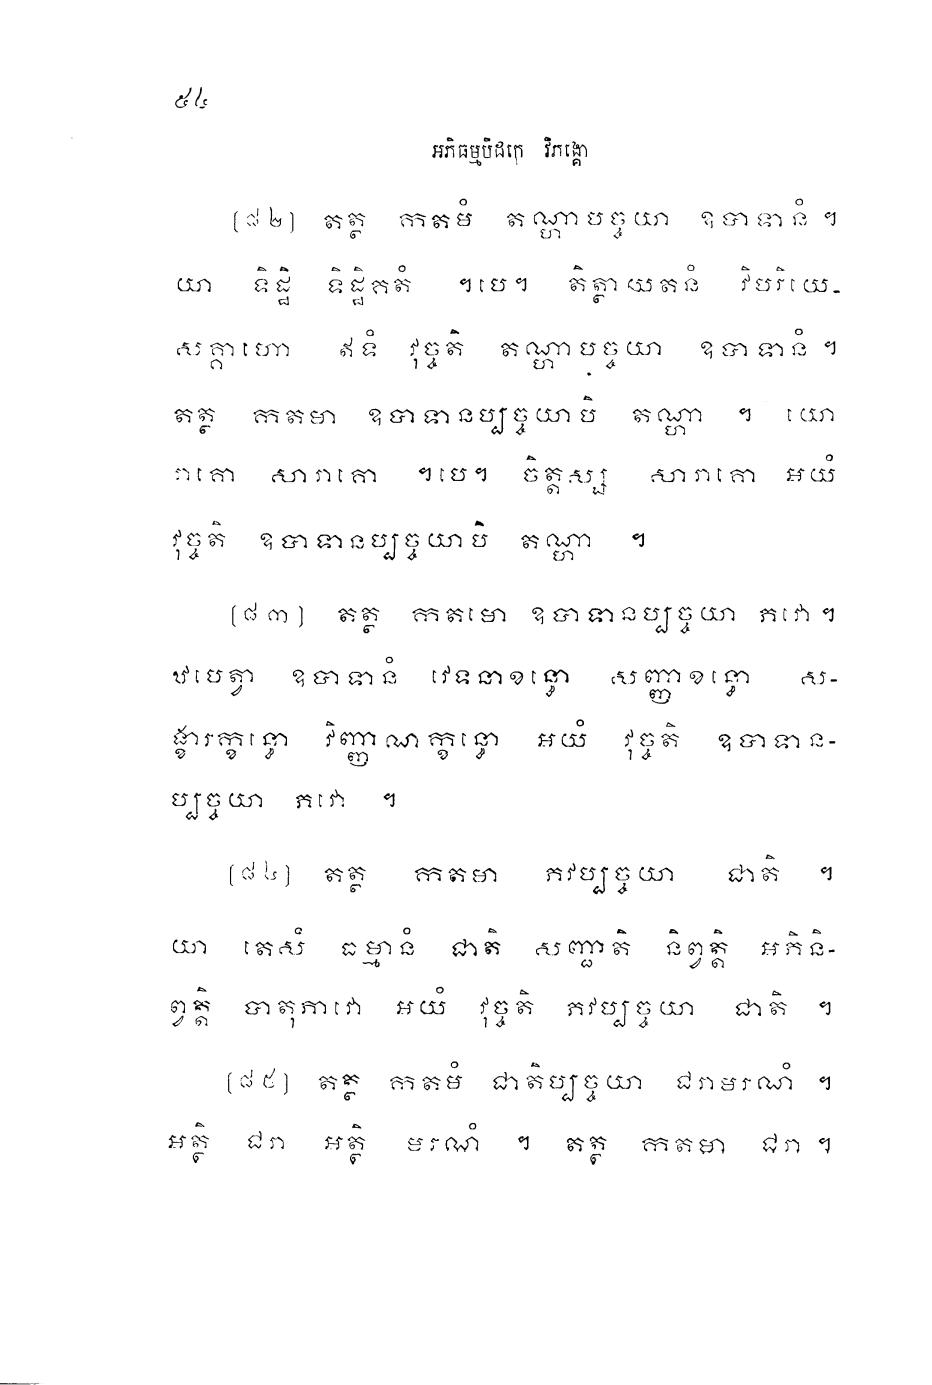 ៥៤
អភិធម្មបិដកេ វិភង្គោ
(៨២) តត្ថ កតមំ តណ្ហាបច្ចយា ឧបាទានំ ។
យា ទិដ្ឋិ ទិដ្ឋិគតំ ។បេ។ តិត្ថាយតនំ វិបរិយេ-
សគ្គាហោ ឥទំ វុច្ចតិ តណ្ហាបច្ចយា ឧបាទានំ ។
តត្ថ កតមា ឧបាទានប្បច្ចយាបិ តណ្ហា ។ យោ
រាគោ សារាគោ ។បេ។ ចិត្តស្ស សារាគោ អយំ
វុច្ចតិ ឧបាទានប្បច្ចយាបិ តណ្ហា ។
(៨៣) តត្ថ កតមោ ឧបាទានប្បច្ចយា ភវោ ។
ឋបេត្វា ឧបាទានំ វេទនាខន្ធោ សញ្ញាខន្ធោ ស-
ង្ខារក្ខន្ធោ វិញ្ញាណក្ខន្ធោ អយំ វុច្ចតិ ឧបាទាន-
ប្បច្ចយា ភវោ ។
(៨៤) តត្ថ កតមា ភវប្បច្ចយា ជាតិ ។
យា តេសំ ធម្មានំ ជាតិ សញ្ជាតិ និព្វត្តិ អភិនិ-
ព្វត្តិ បាតុភាវោ អយំ វុច្ចតិ ភវប្បច្ចយា ជាតិ ។
(៨៥) តត្ថ កតមំ ជាតិប្បច្ចយា ជរាមរណំ ។
អត្ថិ ជរា អត្ថិ មរណំ ។ តត្ថ កតមា ជរា ។